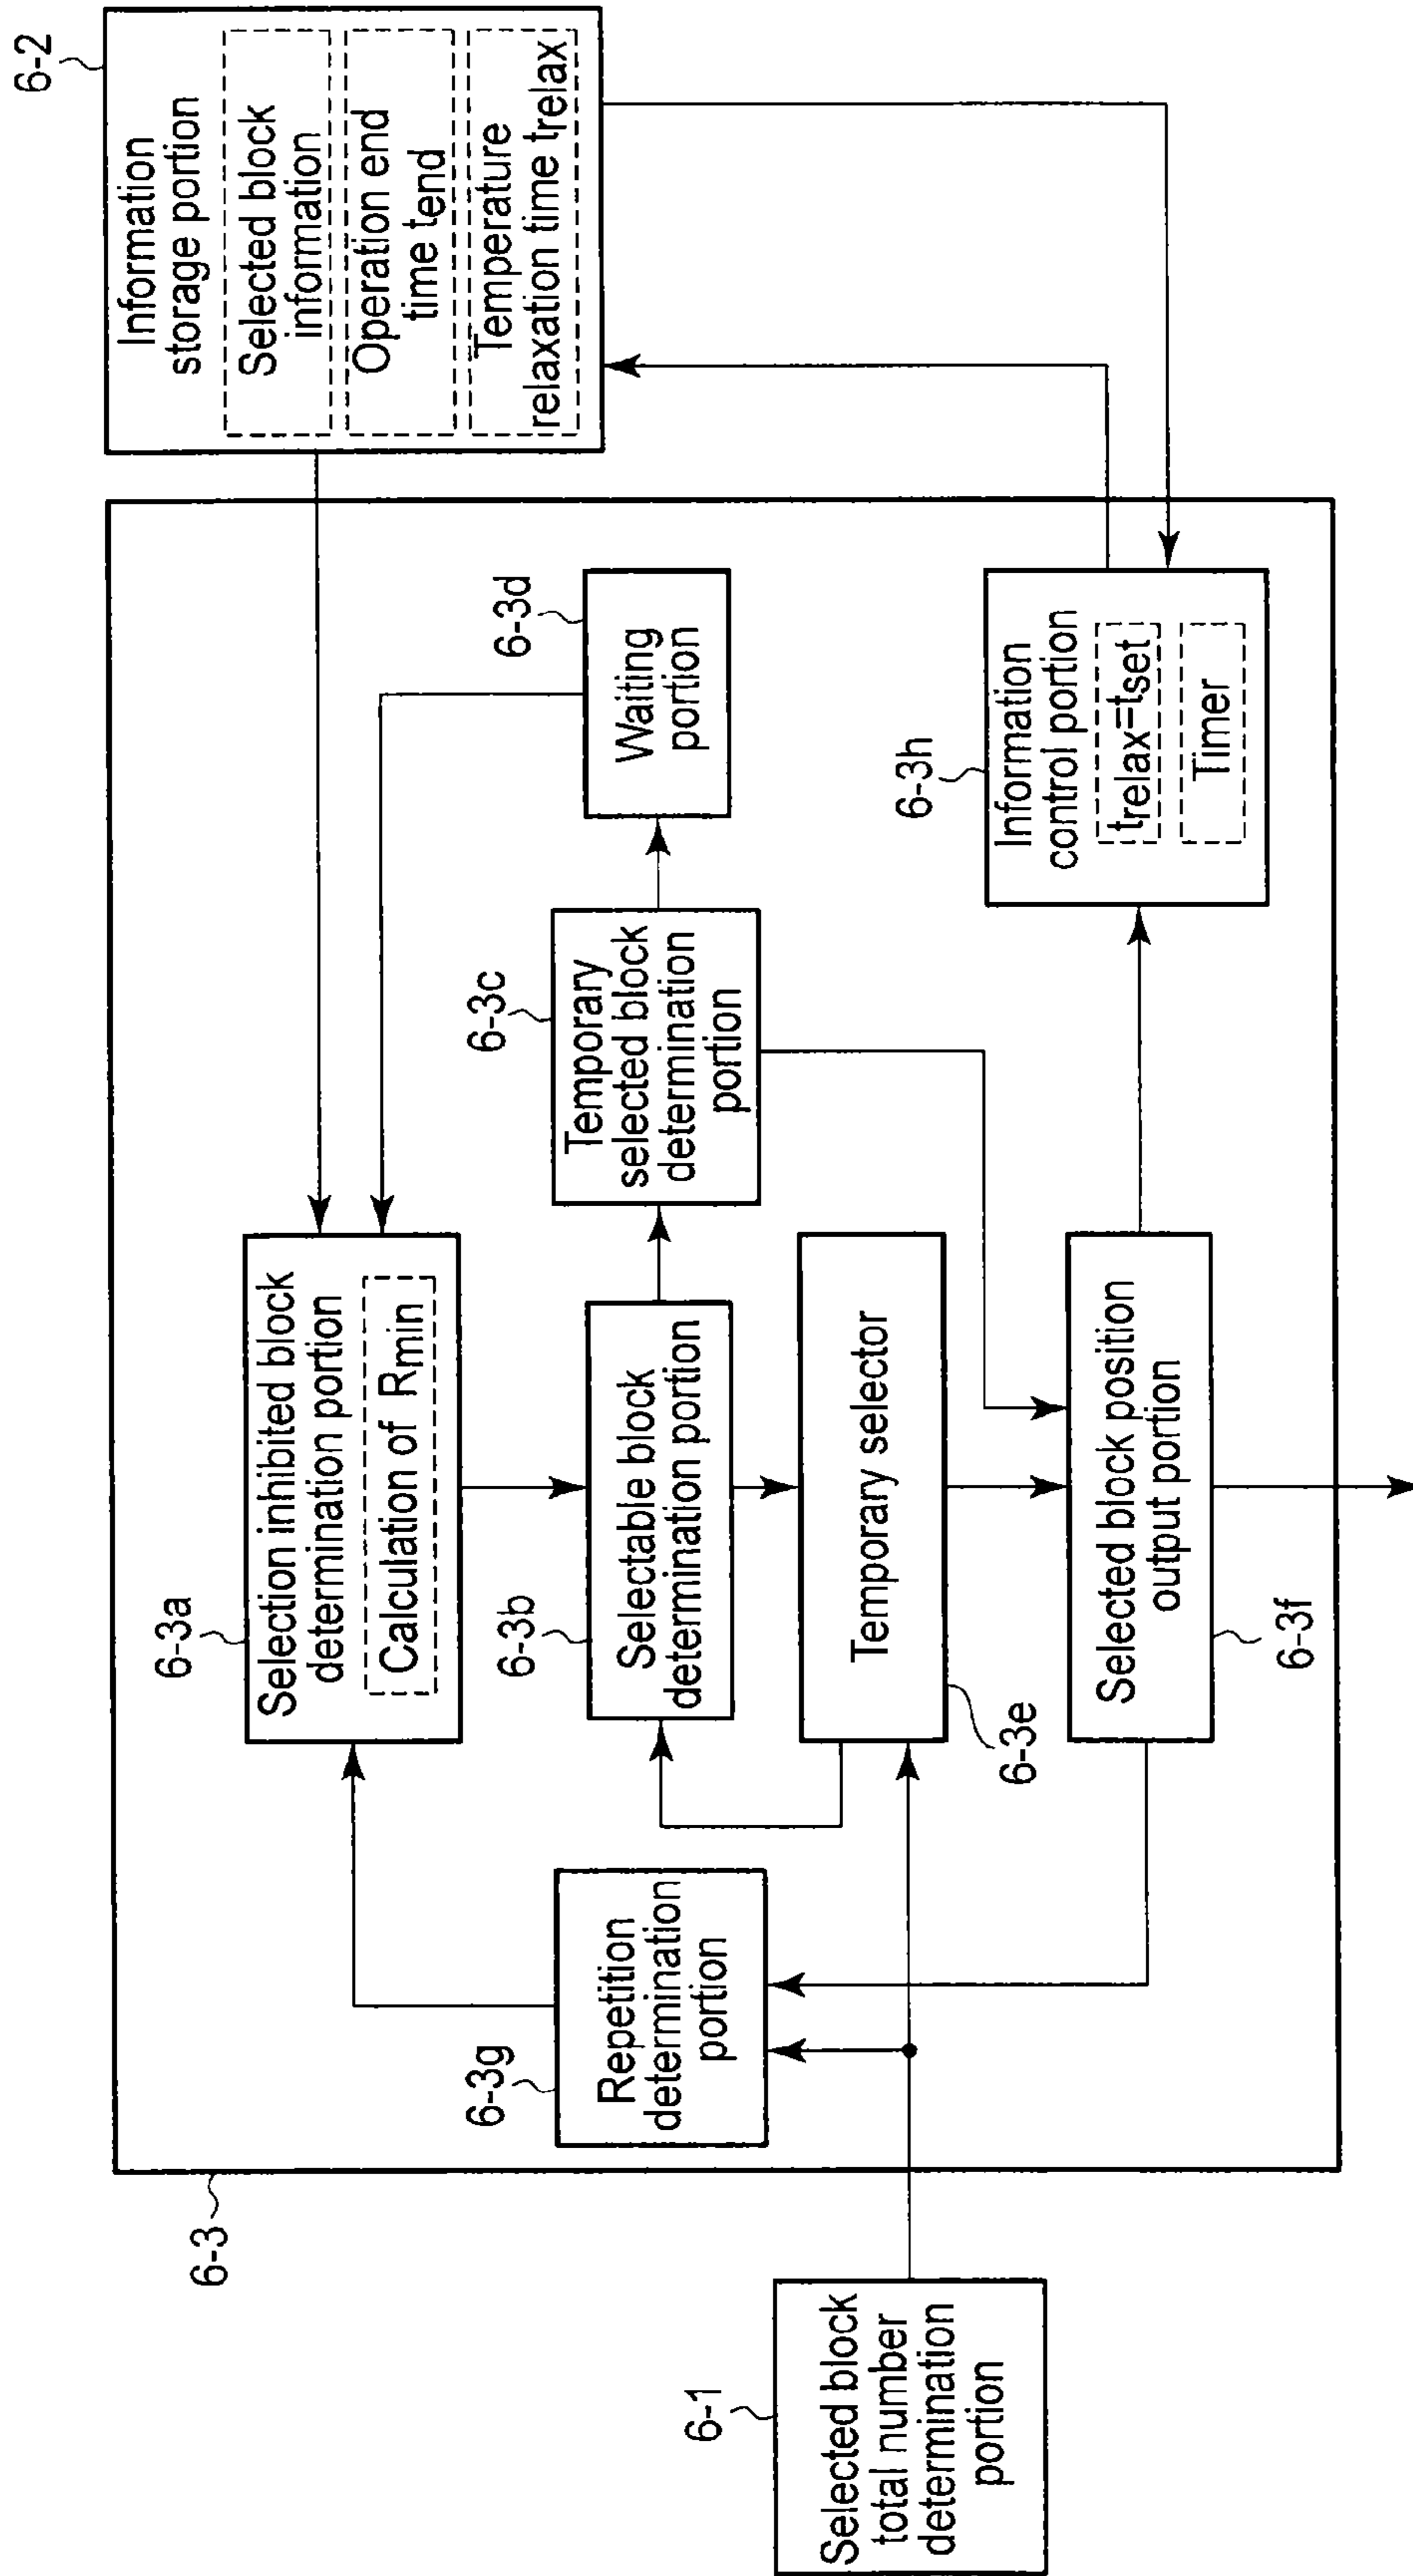 6-3
6-1
Selected block
total number
determination
portion
6-3g
Repetition
determination
portion
6-3a
Selection inhibited block
determination portion
Calculation of Rmin
6-3b
Selectable block
determination portion
6-3e
Temporary selector
Selected block position
output portion
6-3f
6-3c
Temporary
selected block
determination
portion
6-3d
Waiting
portion
6-3h
Information
control portion
trelax=tset
Timer
6-2
Information
storage portion
Selected block
information
Operation end
time tend
Temperature
relaxation time trelax